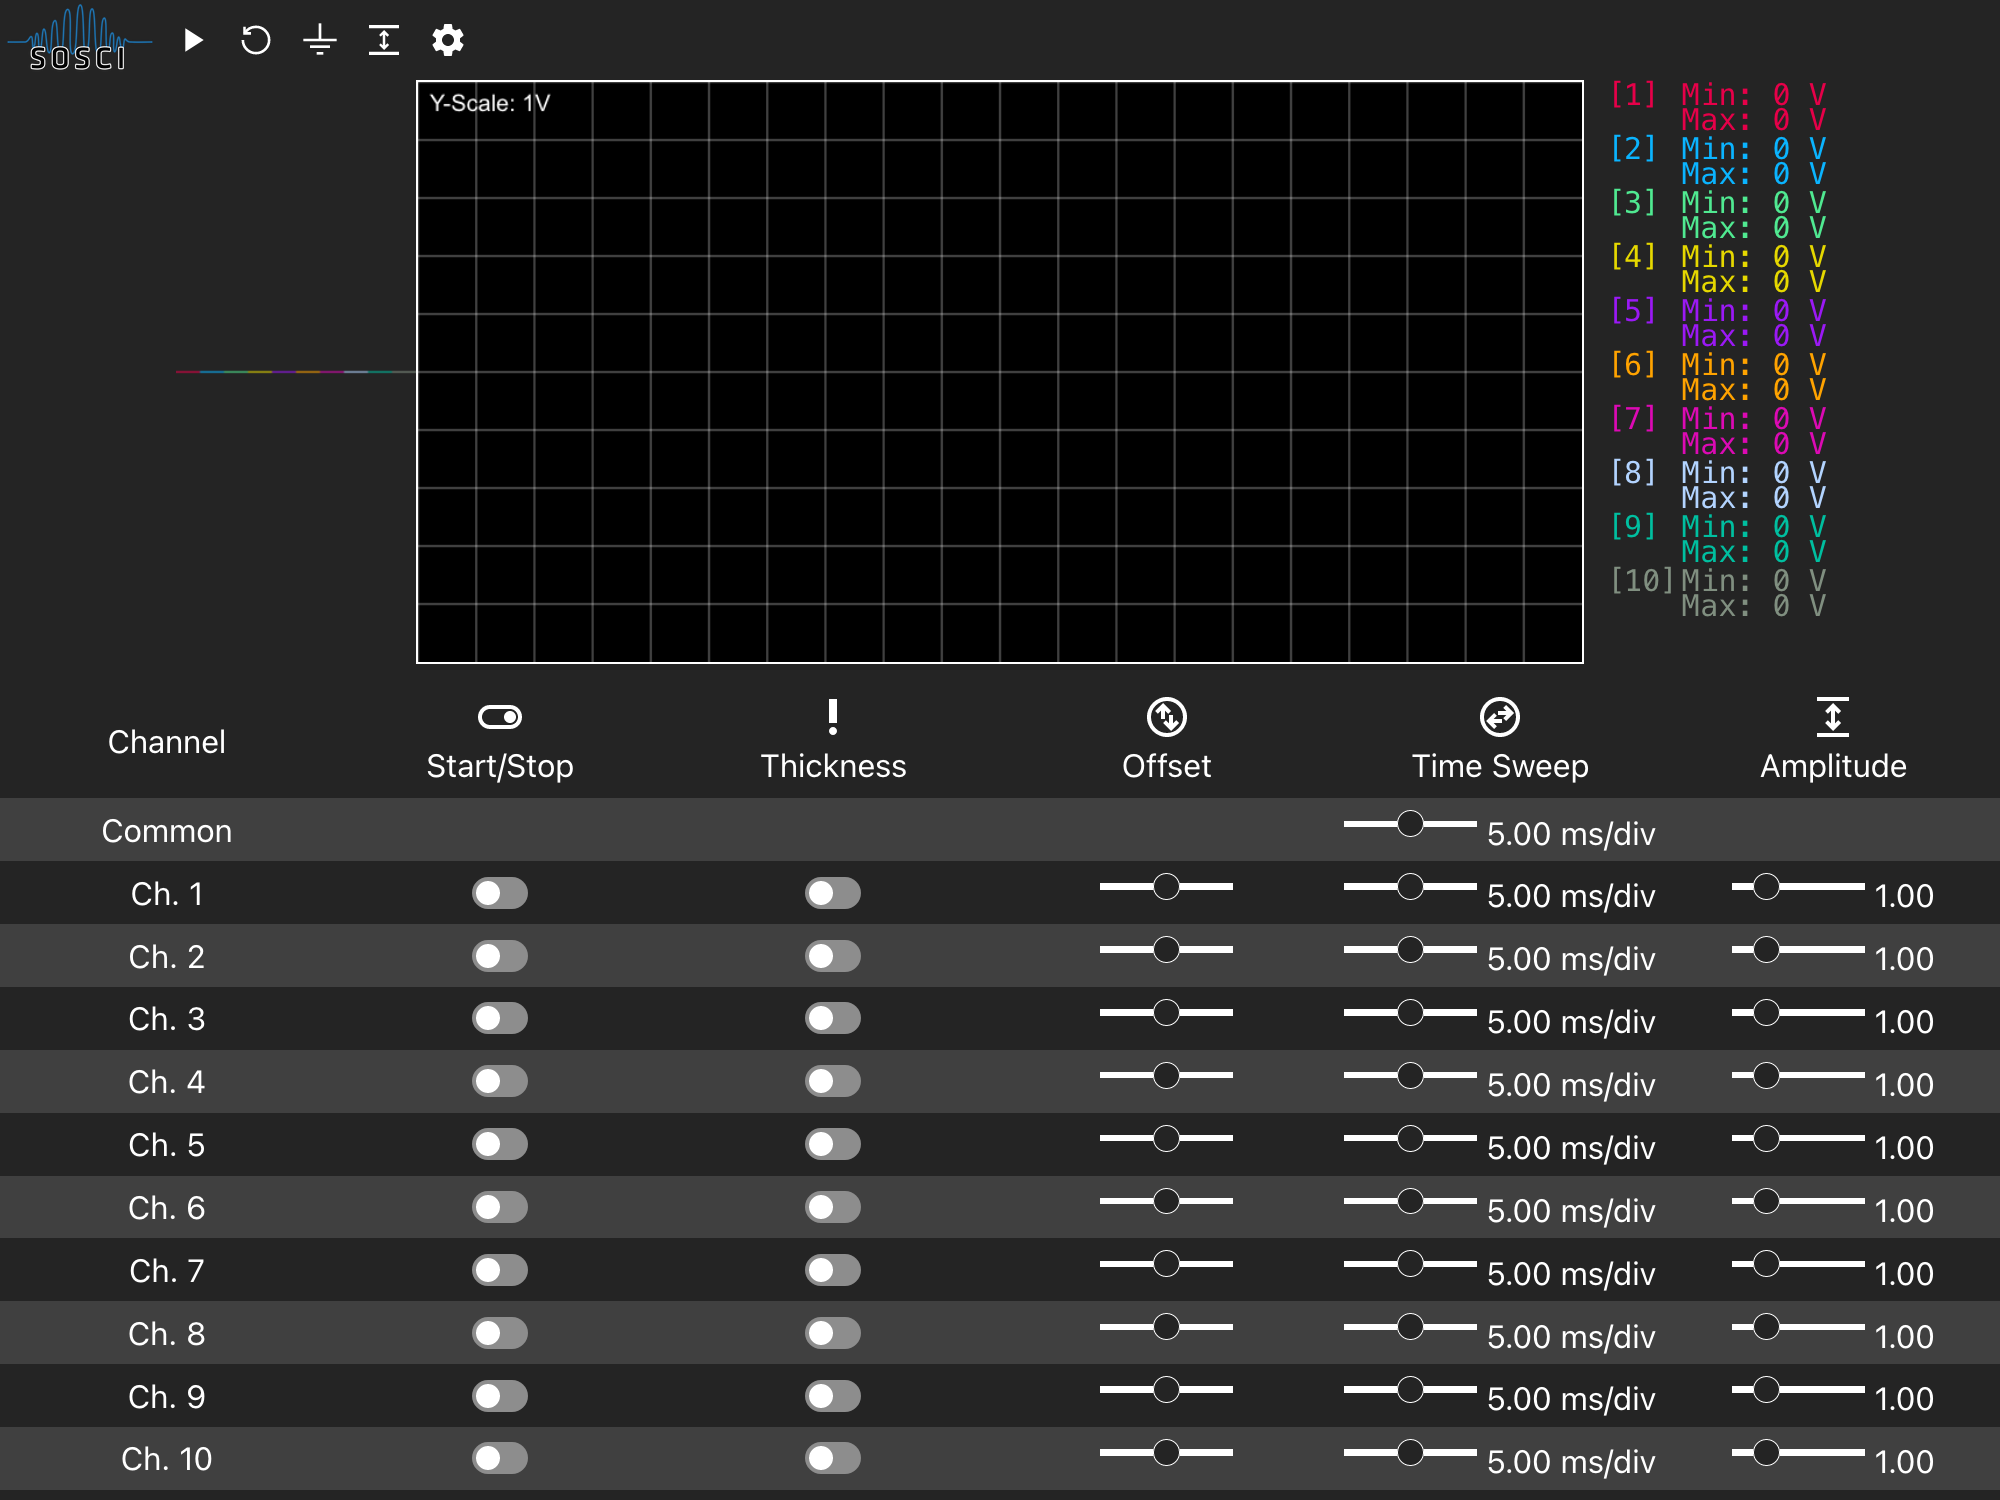 SOSCI
Y-Scale: 1V
[1] Min: 0 V
Max: 0 V
[2] Min: 0 V
Max: 0 V
[3] Min: 0 V
Max: 0 V
[4] Min: 0 V
Max: 0 V
[5] Min: 0 V
Max: 0 V
[6] Min: 0 V
Max: 0 V
[7] Min: 0 V
Max: 0 V
[8] Min: 0 V
Max: 0 V
[9] Min: 0 V
Max: 0 V
[10] Min: 0 V
Max: 0 V
Channel Start/Stop Thickness Offset Time Sweep Amplitude
Common 5.00 ms/div
Ch. 1 5.00 ms/div 1.00
Ch. 2 5.00 ms/div 1.00
Ch. 3 5.00 ms/div 1.00
Ch. 4 5.00 ms/div 1.00
Ch. 5 5.00 ms/div 1.00
Ch. 6 5.00 ms/div 1.00
Ch. 7 5.00 ms/div 1.00
Ch. 8 5.00 ms/div 1.00
Ch. 9 5.00 ms/div 1.00
Ch. 10 5.00 ms/div 1.00